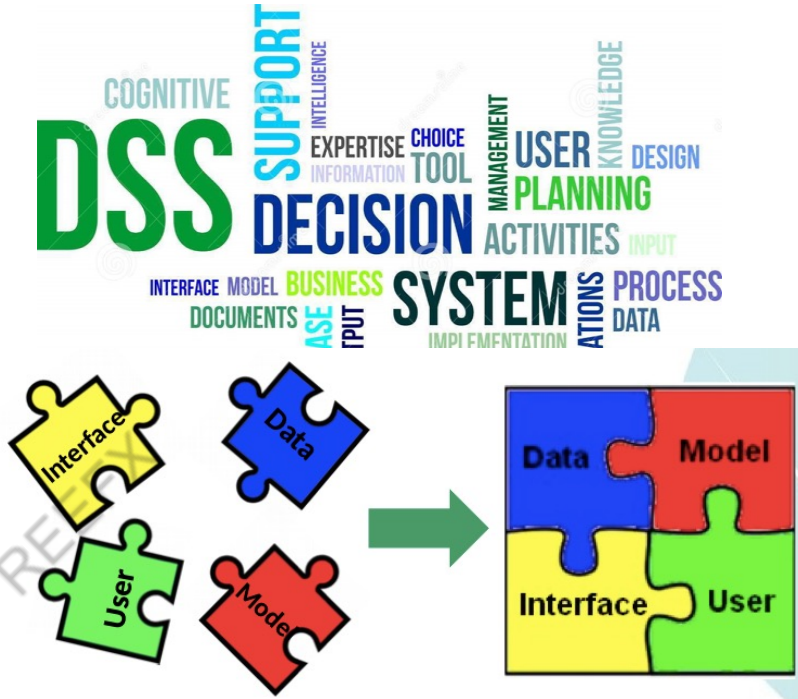 COGNITIVE
DSS
SUPPORT
INTELLIGENCE
EXPERTISE
CHOICE
INFORMATION
TOOL
DECISION
MANAGEMENT
USER
KNOWLEDGE
DESIGN
PLANNING
ACTIVITIES
INPUT
INTERFACE
MODEL
BUSINESS
SYSTEM
ATIONS
PROCESS
DOCUMENTS
ASE
TPUT
IMPLEMENTATION
DATA
Interface
Data
User
Model
Data
Model
Interface
User